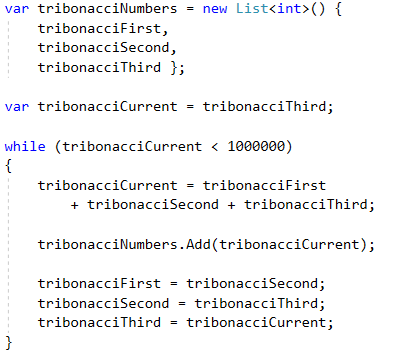 var tribonacciNumbers = new List<int>() {
    tribonacciFirst,
    tribonacciSecond,
    tribonacciThird };

var tribonacciCurrent = tribonacciThird;

while (tribonacciCurrent < 1000000)
{
    tribonacciCurrent = tribonacciFirst
        + tribonacciSecond + tribonacciThird;

    tribonacciNumbers.Add(tribonacciCurrent);

    tribonacciFirst = tribonacciSecond;
    tribonacciSecond = tribonacciThird;
    tribonacciThird = tribonacciCurrent;
}